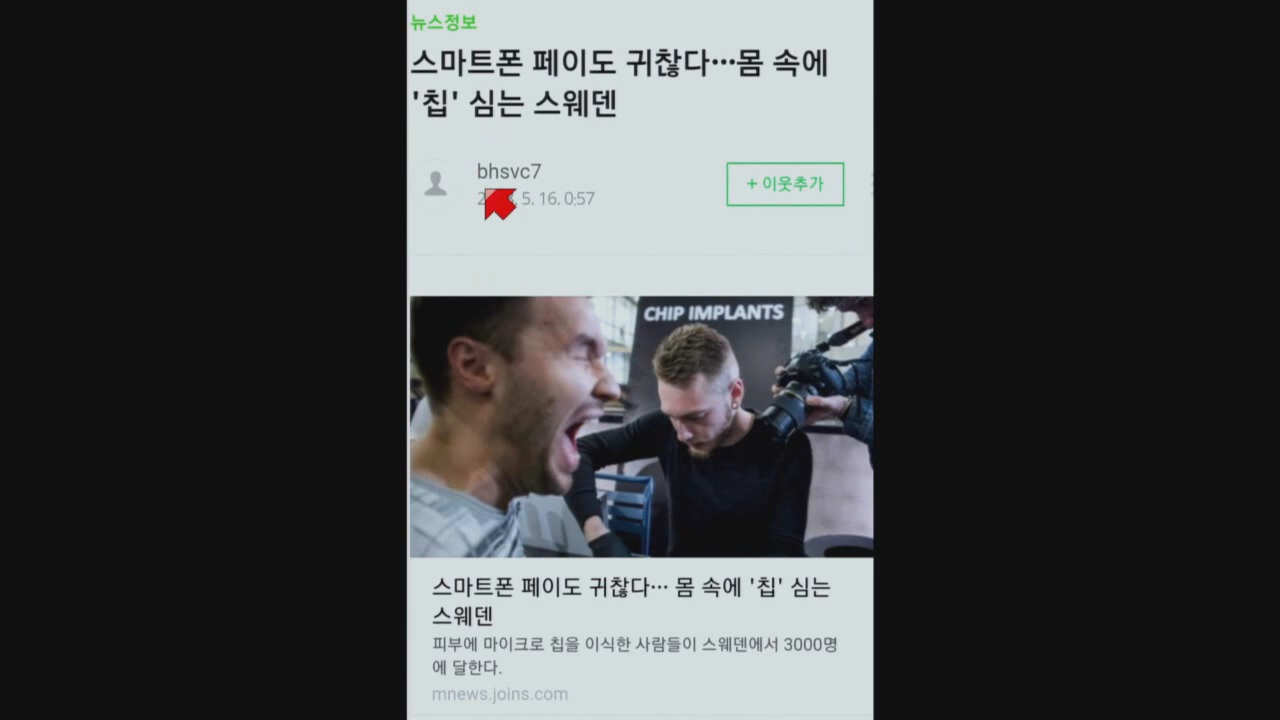 뉴스정보
스마트폰 페이도 귀찮다…몸 속에
'칩' 심는 스웨덴
bhsvc7
5. 16. 0:57
+ 이웃추가
CHIP IMPLANTS
스마트폰 페이도 귀찮다… 몸 속에 '칩' 심는
스웨덴
피부에 마이크로 칩을 이식한 사람들이 스웨덴에서 3000명
에 달한다.
mnews.joins.com